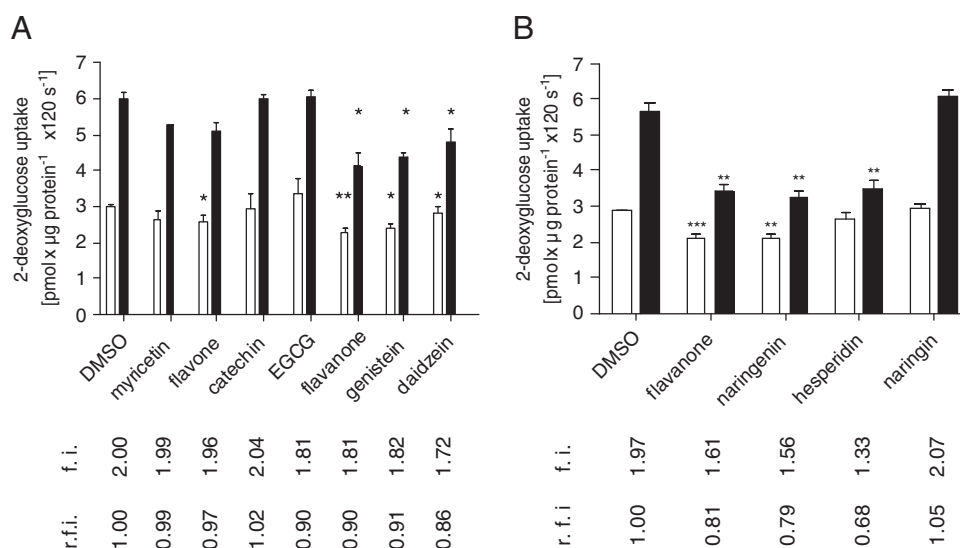 A
2-deoxyglucose uptake
[pmol x µg protein⁻¹ x120 s⁻¹]
7
6
5
4
3
2
1
0
*
**
*
*
*
*
*
DMSO
myricetin
flavone
catechin
EGCG
flavanone
genistein
daidzein
f. i.
2.00
1.99
1.96
2.04
1.81
1.81
1.82
1.72
r.f.i.
1.00
0.99
0.97
1.02
0.90
0.90
0.91
0.86
B
2-deoxyglucose uptake
[pmol x µg protein⁻¹ x120 s⁻¹]
7
6
5
4
3
2
1
0
***
**
**
**
**
DMSO
flavanone
naringenin
hesperidin
naringin
f. i.
1.97
1.61
1.56
1.33
2.07
r. f. i
1.00
0.81
0.79
0.68
1.05